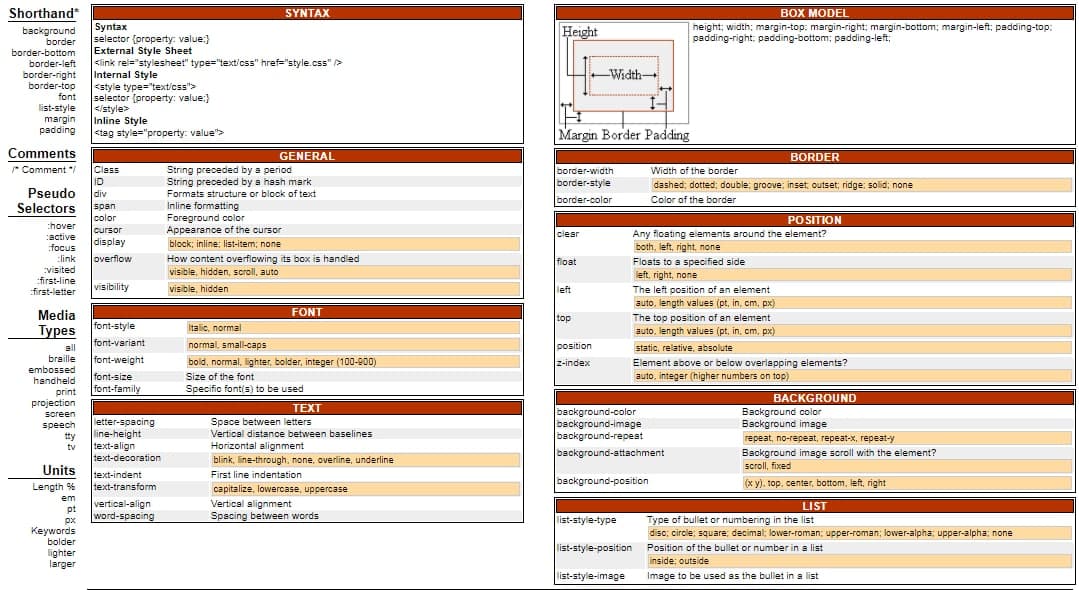 Shorthand*
background
border
border-bottom
border-left
border-right
border-top
font
list-style
margin
padding
Comments
/* Comment */
Pseudo
Selectors
:hover
:active
:focus
:link
:visited
:first-line
:first-letter
Media
Types
all
braille
embossed
handheld
print
projection
screen
speech
tty
tv
Units
Length %
em
pt
px
Keywords
bolder
lighter
larger
SYNTAX
Syntax
selector {property: value;}
External Style Sheet
<link rel="stylesheet" type="text/css" href="style.css" />
Internal Style
<style type="text/css">
selector {property: value;}
</style>
Inline Style
<tag style="property: value">
GENERAL
Class String preceded by a period
ID String preceded by a hash mark
div Formats structure or block of text
span Inline formatting
color Foreground color
cursor Appearance of the cursor
display block; inline; list-item; none
overflow How content overflowing its box is handled
visible, hidden, scroll, auto
visibility visible, hidden
FONT
font-style Italic, normal
font-variant normal, small-caps
font-weight bold, normal, lighter, bolder, integer (100-900)
font-size Size of the font
font-family Specific font(s) to be used
TEXT
letter-spacing Space between letters
line-height Vertical distance between baselines
text-align Horizontal alignment
text-decoration blink, line-through, none, overline, underline
text-indent First line indentation
text-transform capitalize, lowercase, uppercase
vertical-align Vertical alignment
word-spacing Spacing between words
BOX MODEL
Height
Width
Margin Border Padding
height; width; margin-top; margin-right; margin-bottom; margin-left; padding-top;
padding-right; padding-bottom; padding-left;
BORDER
border-width Width of the border
border-style dashed; dotted; double; groove; inset; outset; ridge; solid; none
border-color Color of the border
POSITION
clear Any floating elements around the element?
both, left, right, none
float Floats to a specified side
left, right, none
left The left position of an element
auto, length values (pt, in, cm, px)
top The top position of an element
auto, length values (pt, in, cm, px)
position static, relative, absolute
z-index Element above or below overlapping elements?
auto, integer (higher numbers on top)
BACKGROUND
background-color Background color
background-image Background image
background-repeat repeat, no-repeat, repeat-x, repeat-y
background-attachment Background image scroll with the element?
scroll, fixed
background-position (x y), top, center, bottom, left, right
LIST
list-style-type Type of bullet or numbering in the list
disc; circle; square; decimal; lower-roman; upper-roman; lower-alpha; upper-alpha; none
list-style-position Position of the bullet or number in a list
inside; outside
list-style-image Image to be used as the bullet in a list